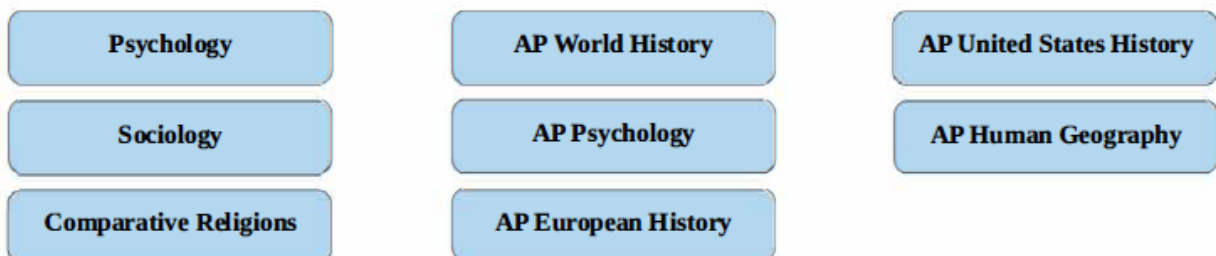 Psychology
AP World History
AP United States History
Sociology
AP Psychology
AP Human Geography
Comparative Religions
AP European History